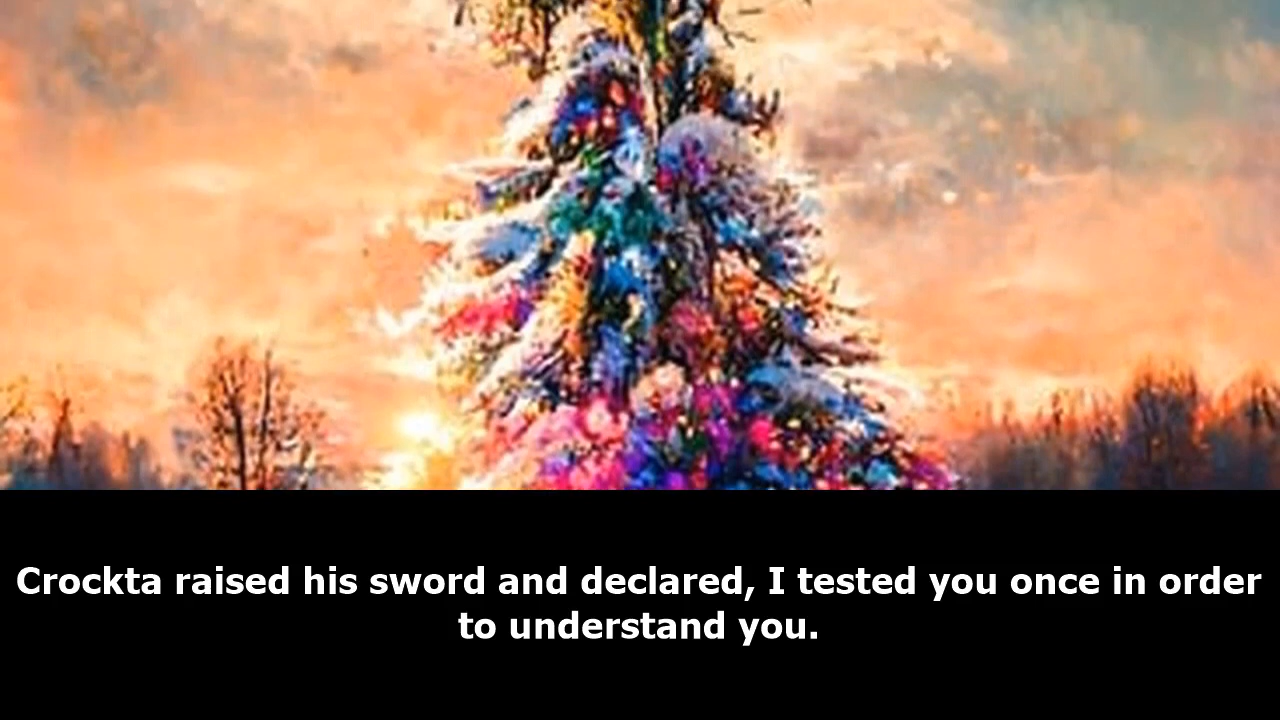 Crockta raised his sword and declared, I tested you once in order
to understand you.